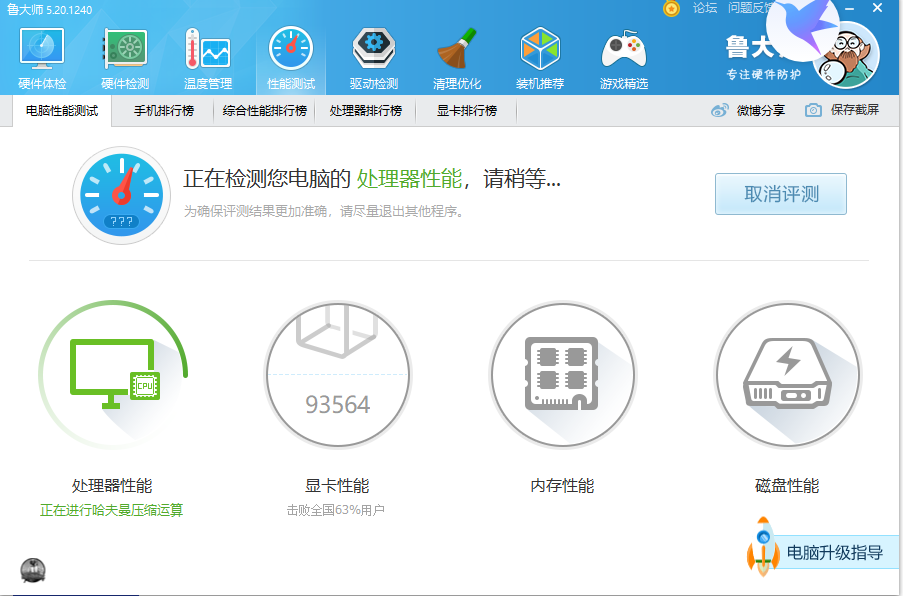 鲁大师 5.20.1240
论坛 问题反馈
硬件体检 硬件检测 温度管理 性能测试 驱动检测 清理优化 装机推荐 游戏精选
鲁大
专注硬件防护
电脑性能测试 手机排行榜 综合性能排行榜 处理器排行榜 显卡排行榜 微博分享 保存截屏
正在检测您电脑的 处理器性能，请稍等...
为确保评测结果更加准确，请尽量退出其他程序。
???
取消评测
CPU
93564
处理器性能 显卡性能 内存性能 磁盘性能
正在进行哈夫曼压缩运算 击败全国63%用户
电脑升级指导